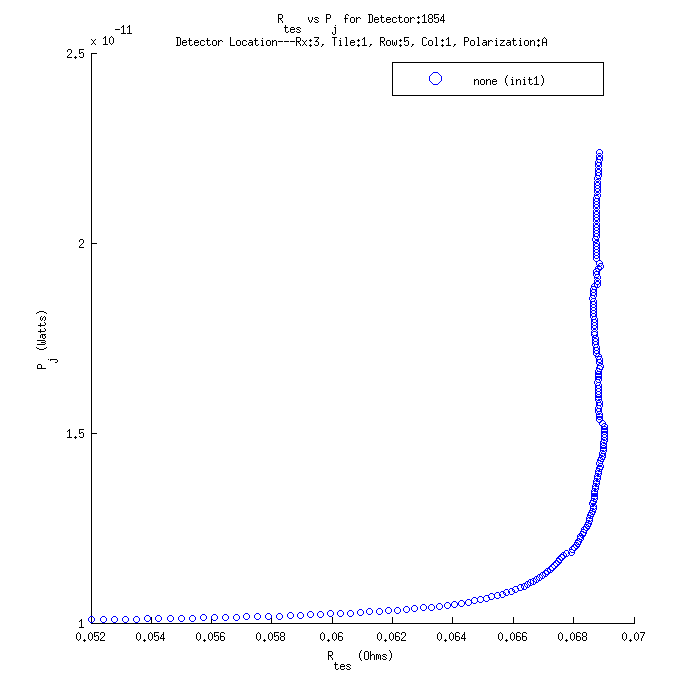 R_tes vs P_j for Detector:1854
Detector Location---Rx:3, Tile:1, Row:5, Col:1, Polarization:A
x 10^-11
none (init1)
2.5
2
1.5
1
P_j (Watts)
0.052 0.054 0.056 0.058 0.06 0.062 0.064 0.066 0.068 0.07
R_tes (Ohms)